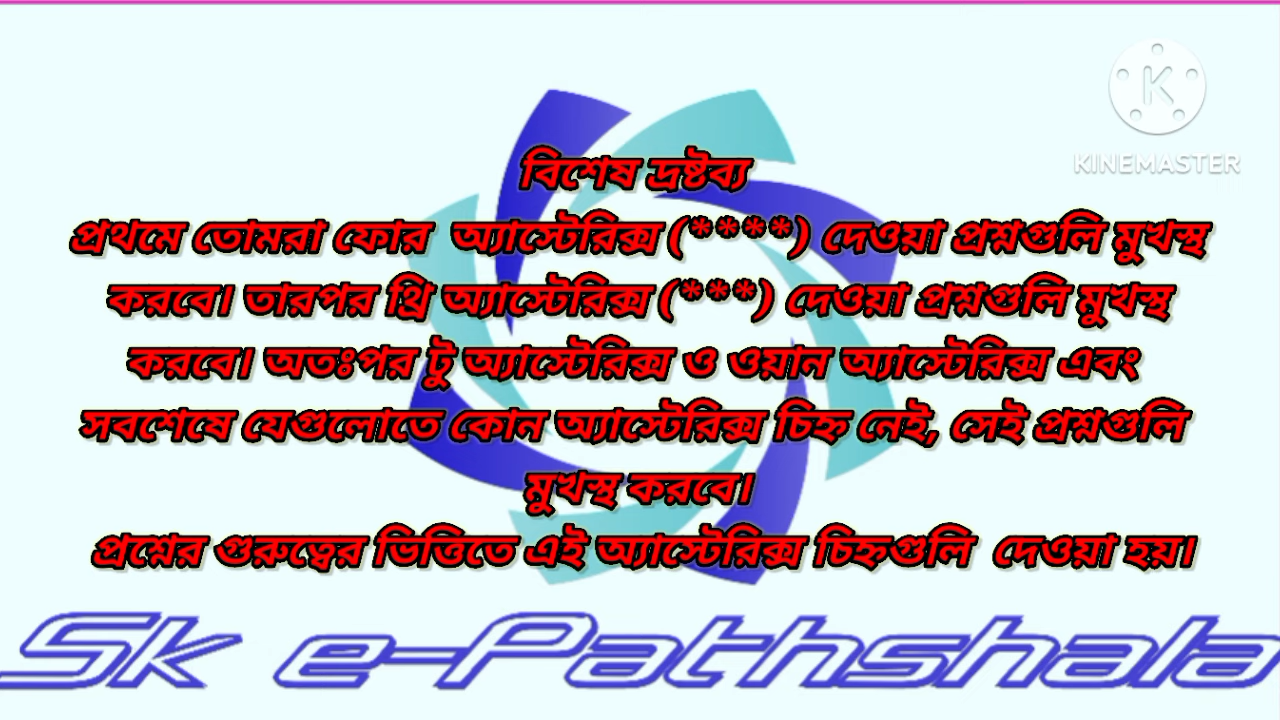 KINEMASTER
বিশেষ দ্রষ্টব্য
প্রথমে তোমরা ফোর অ্যাস্টেরিক্স (****) দেওয়া প্রশ্নগুলি মুখস্থ
করবে। তারপর থ্রি অ্যাস্টেরিক্স (***) দেওয়া প্রশ্নগুলি মুখস্থ
করবে। অতঃপর টু অ্যাস্টেরিক্স ও ওয়ান অ্যাস্টেরিক্স এবং
সবশেষে যেগুলোতে কোন অ্যাস্টেরিক্স চিহ্ন নেই, সেই প্রশ্নগুলি
মুখস্থ করবে।
প্রশ্নের গুরুত্বের ভিত্তিতে এই অ্যাস্টেরিক্স চিহ্নগুলি দেওয়া হয়।
Sk e-Pathshala